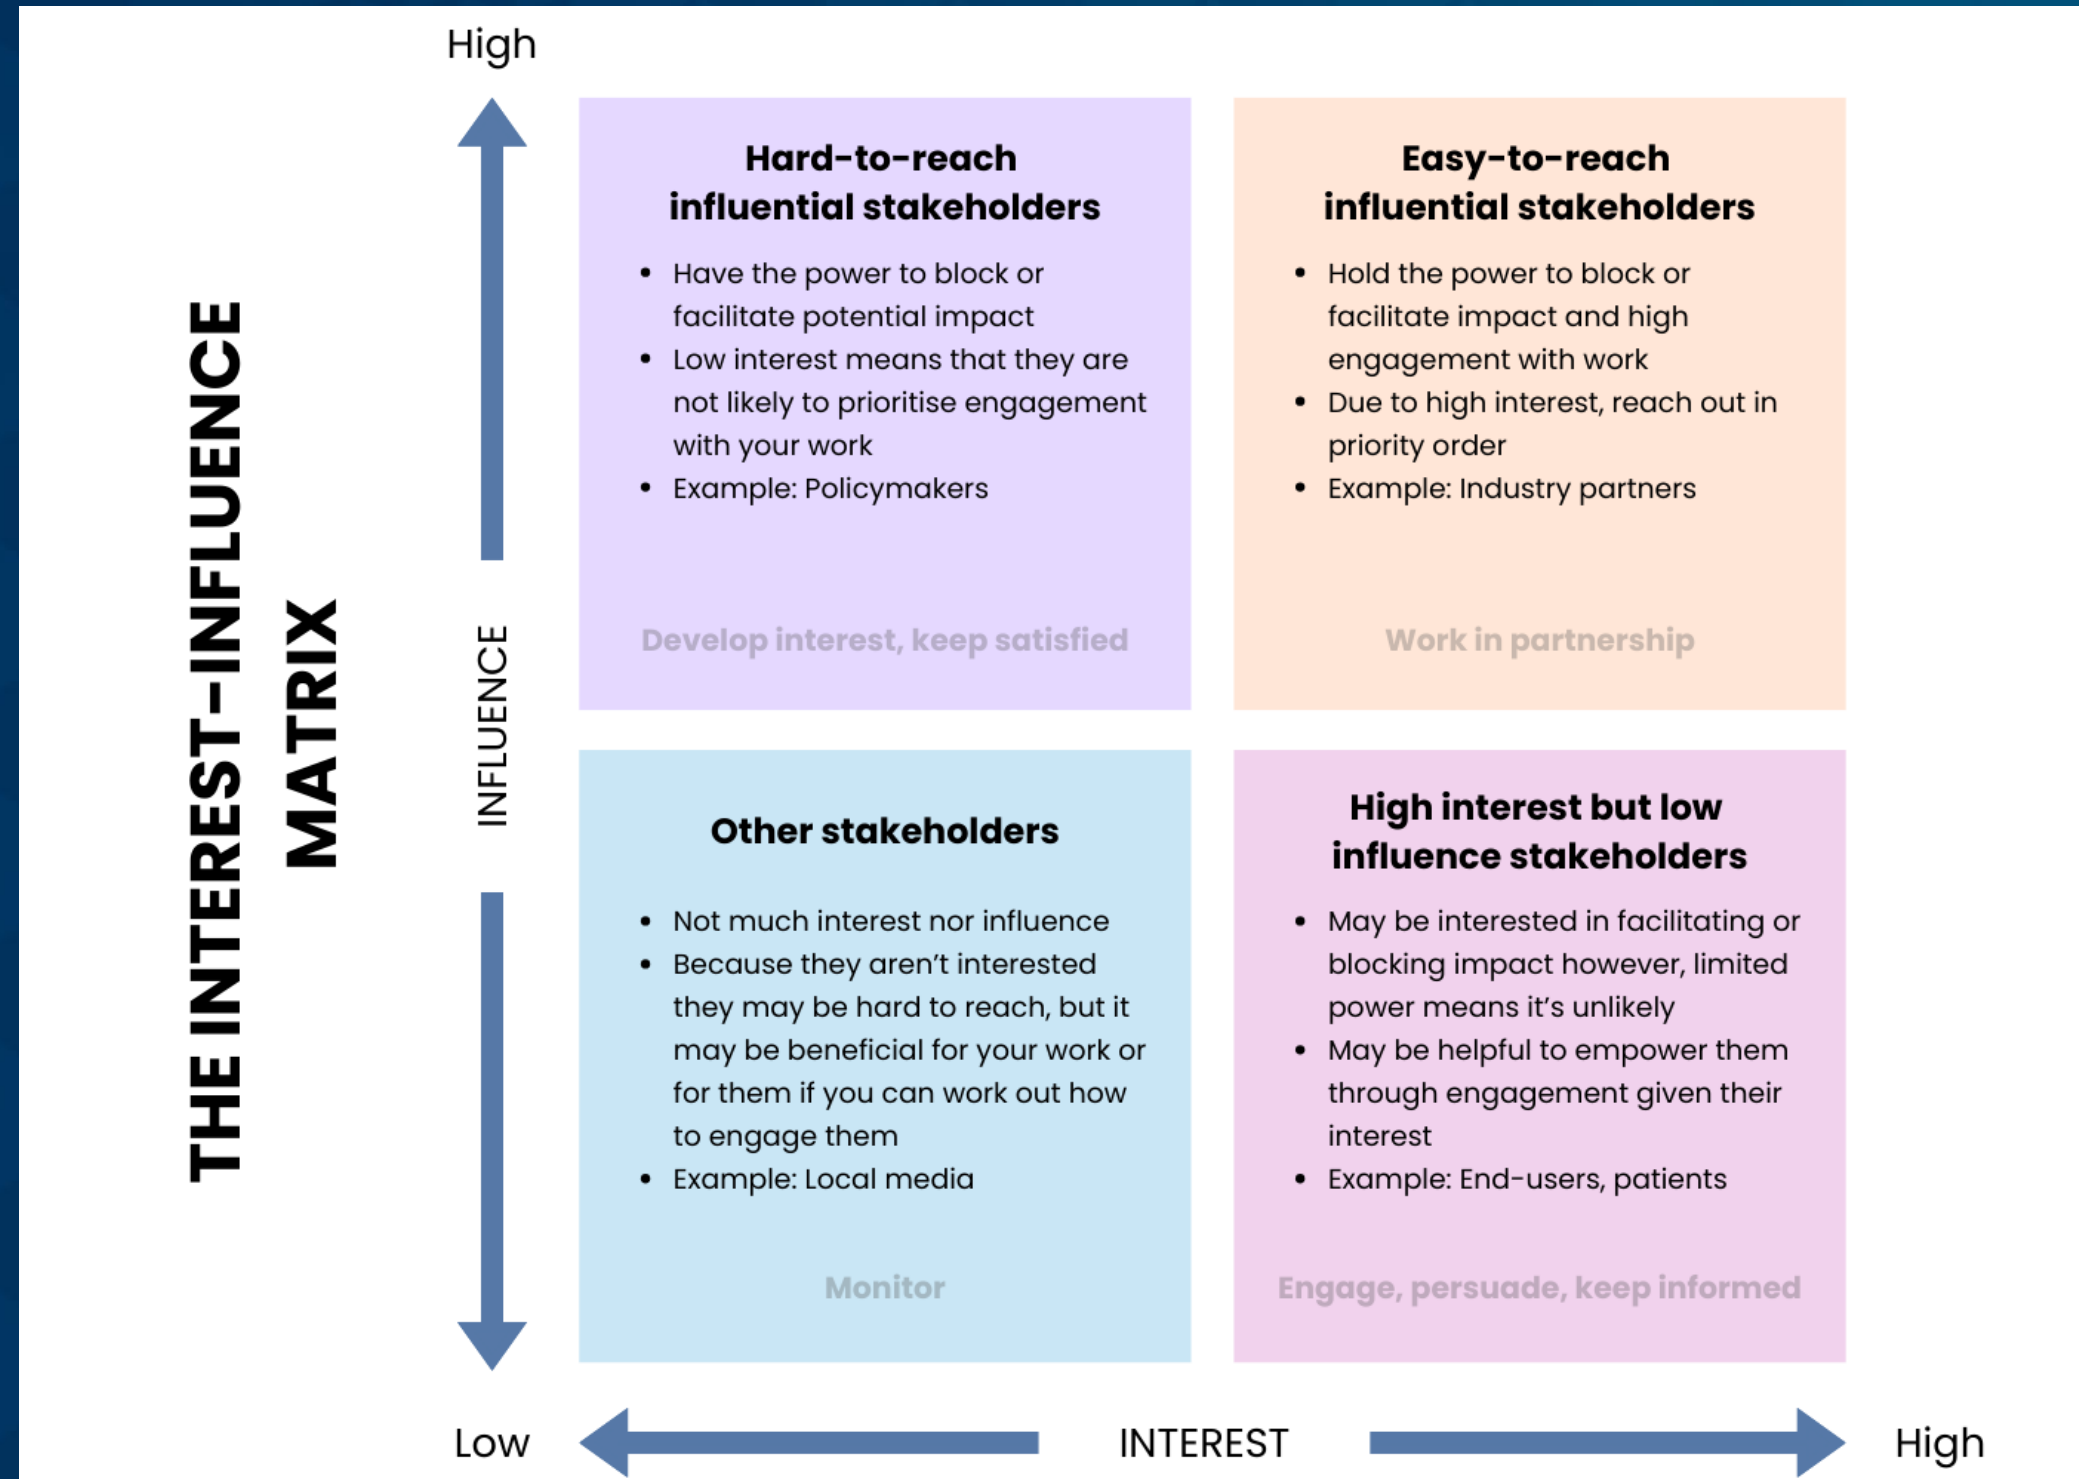 THE INTEREST-INFLUENCE
MATRIX
High
INFLUENCE
Low
Hard-to-reach
influential stakeholders
• Have the power to block or
facilitate potential impact
• Low interest means that they are
not likely to prioritise engagement
with your work
• Example: Policymakers
Develop interest, keep satisfied
Easy-to-reach
influential stakeholders
• Hold the power to block or
facilitate impact and high
engagement with work
• Due to high interest, reach out in
priority order
• Example: Industry partners
Work in partnership
Other stakeholders
• Not much interest nor influence
• Because they aren't interested
they may be hard to reach, but it
may be beneficial for your work or
for them if you can work out how
to engage them
• Example: Local media
Monitor
High interest but low
influence stakeholders
• May be interested in facilitating or
blocking impact however, limited
power means it's unlikely
• May be helpful to empower them
through engagement given their
interest
• Example: End-users, patients
Engage, persuade, keep informed
INTEREST
High